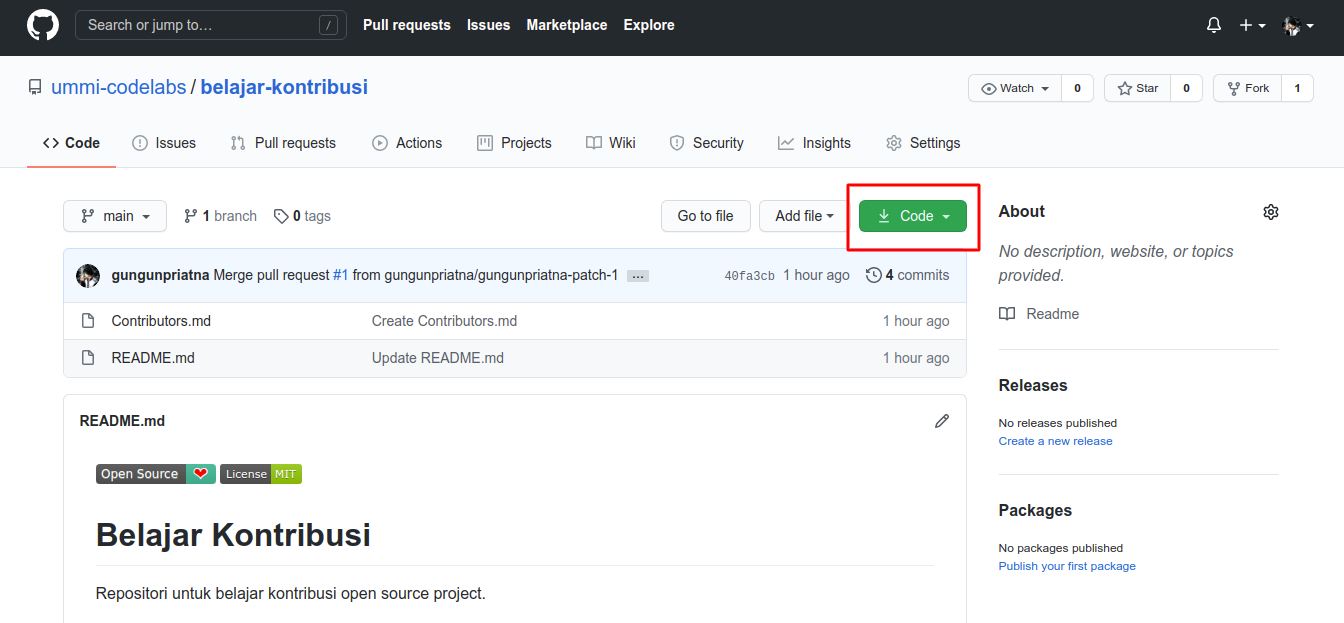 Search or jump to… / Pull requests Issues Marketplace Explore
ummi-codelabs / belajar-kontribusi Watch 0 Star 0 Fork 1
Code Issues Pull requests Actions Projects Wiki Security Insights Settings
main 1 branch 0 tags Go to file Add file Code
About
No description, website, or topics
provided.
Readme
gungunpriatna Merge pull request #1 from gungunpriatna/gungunpriatna-patch-1 … 40fa3cb 1 hour ago 4 commits
Contributors.md Create Contributors.md 1 hour ago
README.md Update README.md 1 hour ago
Releases
No releases published
Create a new release
README.md
Open Source License MIT
Belajar Kontribusi
Repositori untuk belajar kontribusi open source project.
Packages
No packages published
Publish your first package